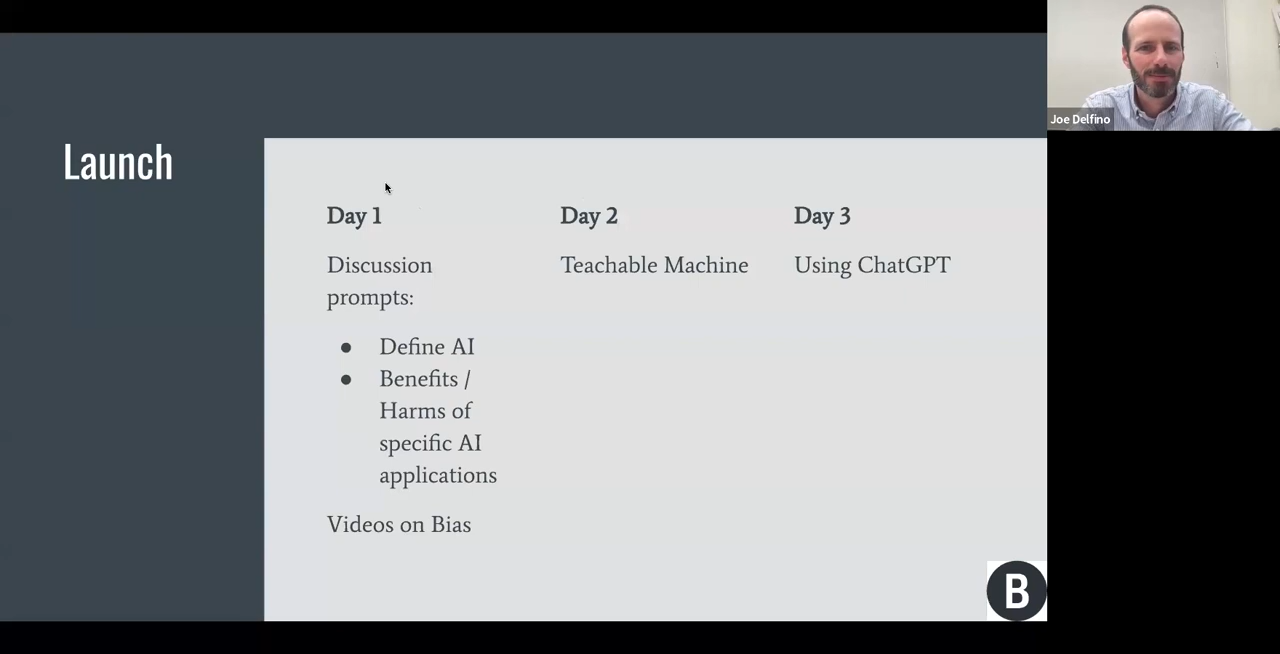 Launch
Day 1
Discussion
prompts:
● Define AI
● Benefits /
Harms of
specific AI
applications
Videos on Bias
Day 2
Teachable Machine
Day 3
Using ChatGPT
B
Joe Delfino